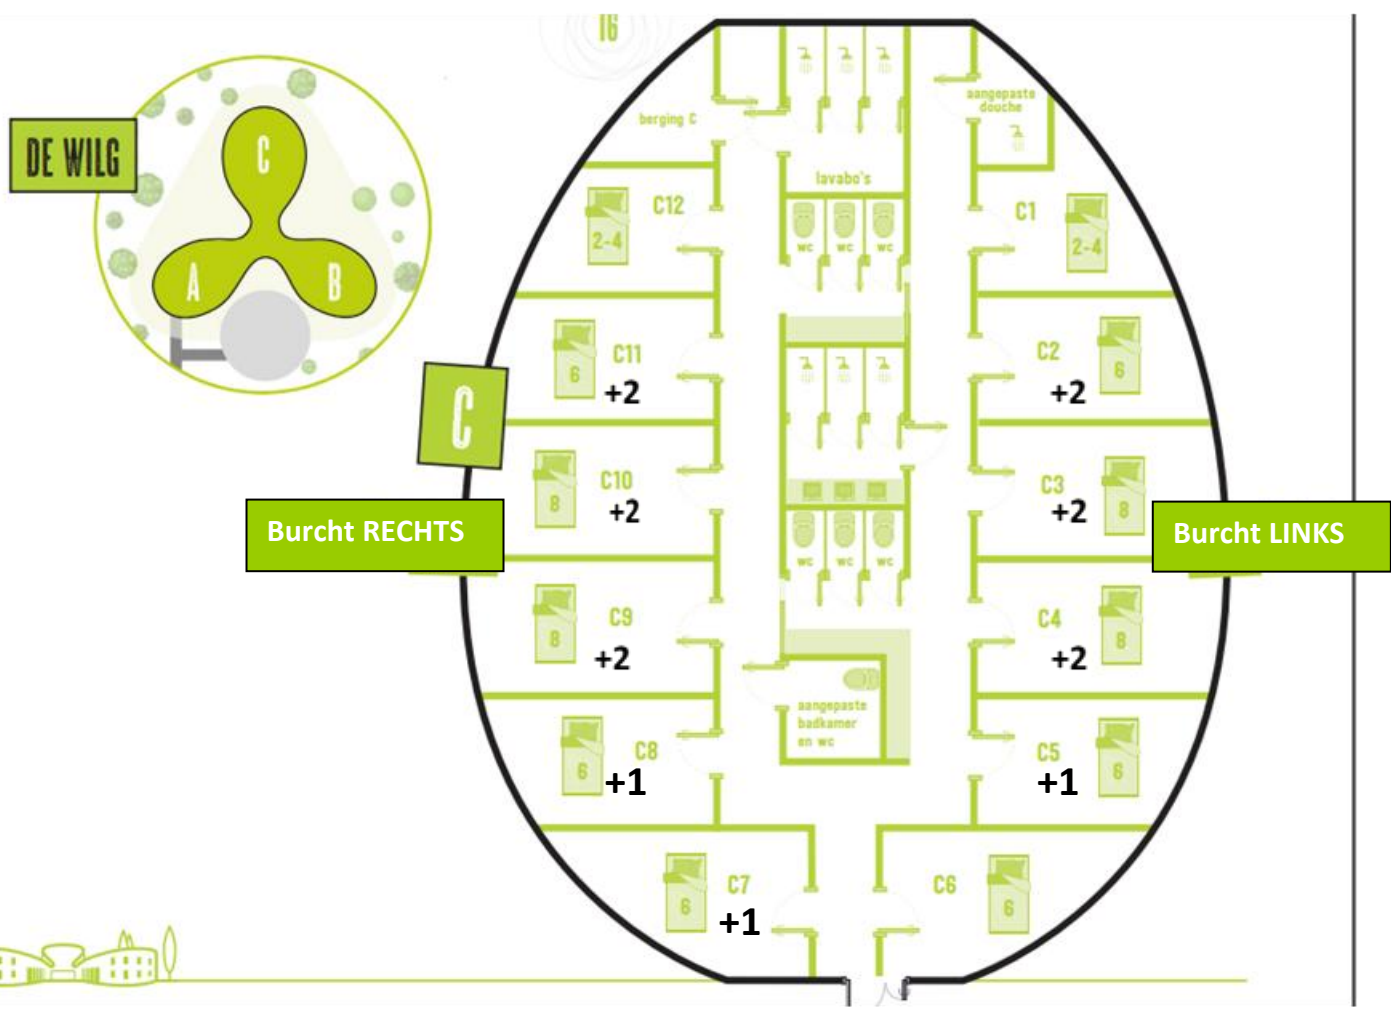 16
DE WILG
C
A
B
C
Burcht RECHTS
Burcht LINKS
berging C
aangepaste
douche
lavabo's
C12
2-4
C1
2-4
wc wc wc
C11
6
+2
C2
6
+2
C10
8
+2
C3
8
+2
wc wc wc
C9
8
+2
C4
8
+2
aangepaste
badkamer
en wc
C8
6
+1
C5
6
+1
C7
6
+1
C6
6